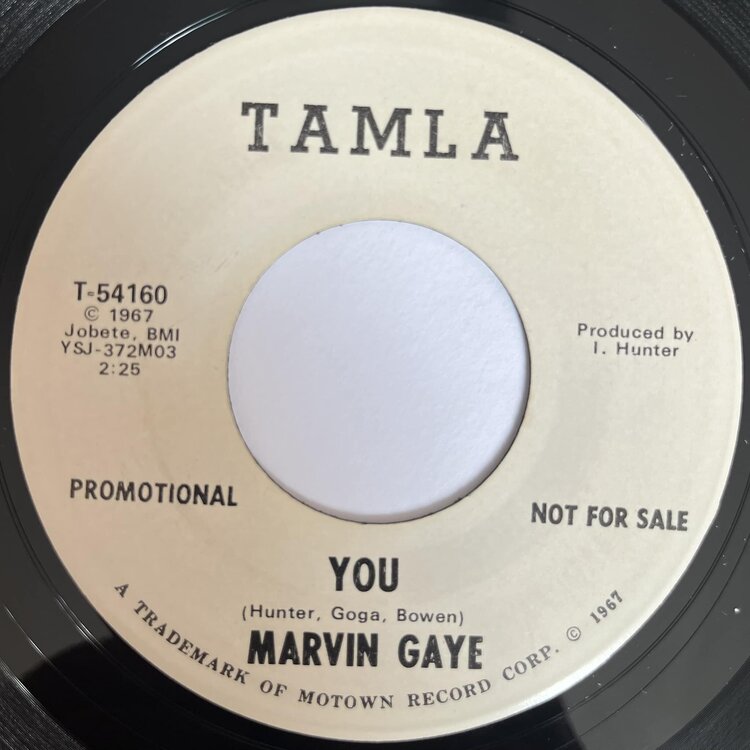 TAMLA
T-54160
© 1967
Jobete, BMI
YSJ-372M03
2:25
Produced by
I. Hunter
PROMOTIONAL
NOT FOR SALE
YOU
(Hunter, Goga, Bowen)
MARVIN GAYE
A TRADEMARK OF MOTOWN RECORD CORP. © 1967